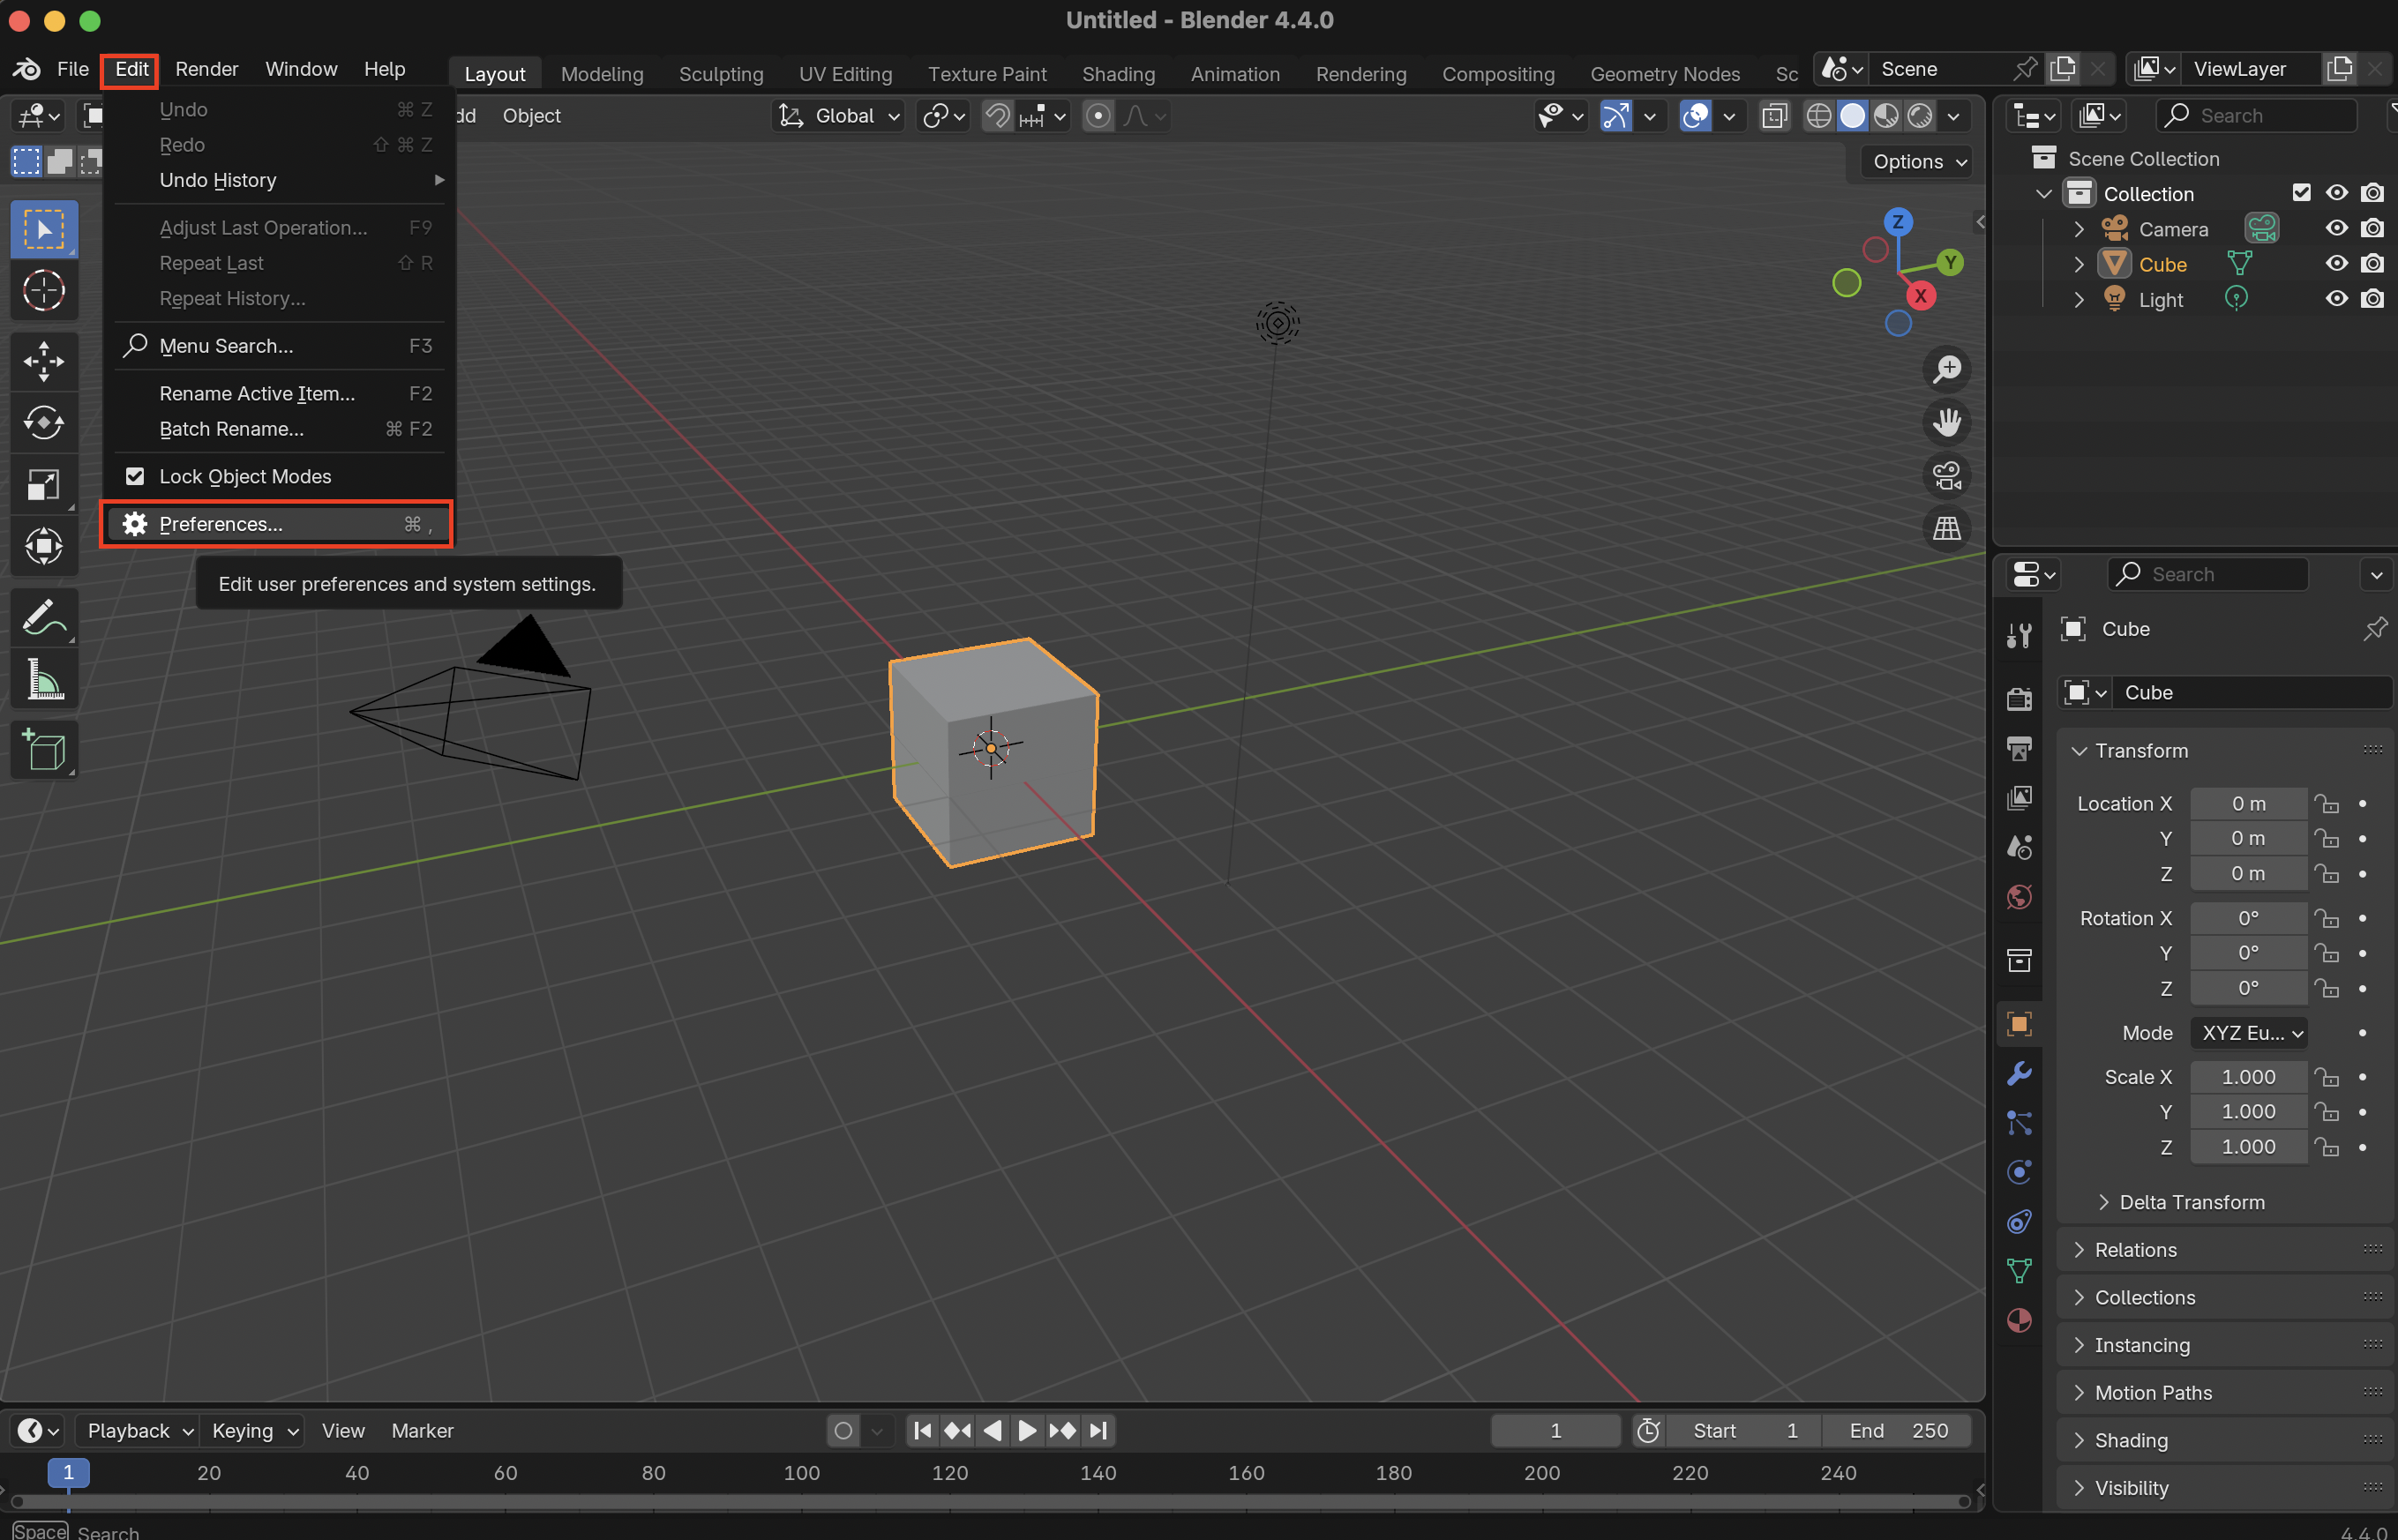 Untitled - Blender 4.4.0
File Edit Render Window Help Layout Modeling Sculpting UV Editing Texture Paint Shading Animation Rendering Compositing Geometry Nodes Sc Scene ViewLayer
dd Object Global Search
Options
Undo ⌘ Z
Redo ⇧ ⌘ Z
Undo History
Adjust Last Operation... F9
Repeat Last ⇧ R
Repeat History...
Menu Search... F3
Rename Active Item... F2
Batch Rename... ⌘ F2
Lock Object Modes
Preferences... ⌘ ,
Edit user preferences and system settings.
Z
Y
X
Scene Collection
Collection
Camera
Cube
Light
Search
Cube
Cube
Transform
Location X 0 m
Y 0 m
Z 0 m
Rotation X 0°
Y 0°
Z 0°
Mode XYZ Eu...
Scale X 1.000
Y 1.000
Z 1.000
Delta Transform
Relations
Collections
Instancing
Motion Paths
Shading
Visibility
Playback Keying View Marker 1 Start 1 End 250
1 20 40 60 80 100 120 140 160 180 200 220 240
Space Search 4.4.0